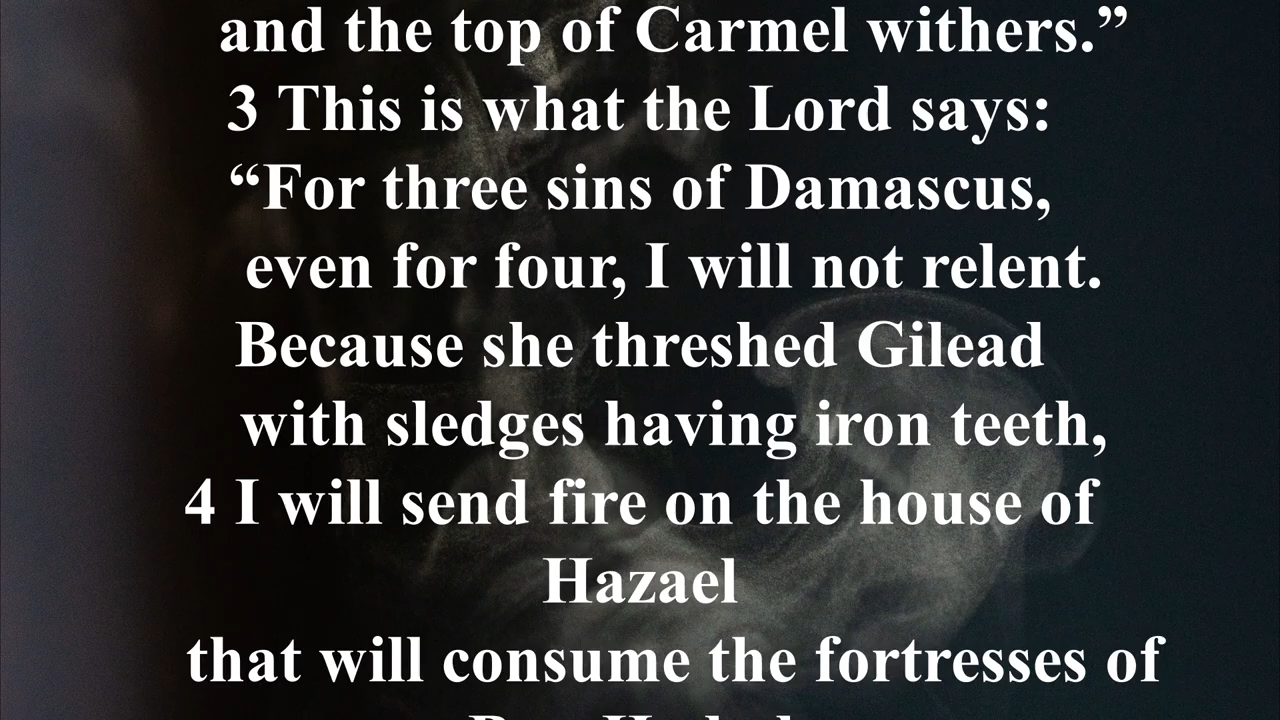 and the top of Carmel withers.”
3 This is what the Lord says:
“For three sins of Damascus,
even for four, I will not relent.
Because she threshed Gilead
with sledges having iron teeth,
4 I will send fire on the house of
Hazael
that will consume the fortresses of